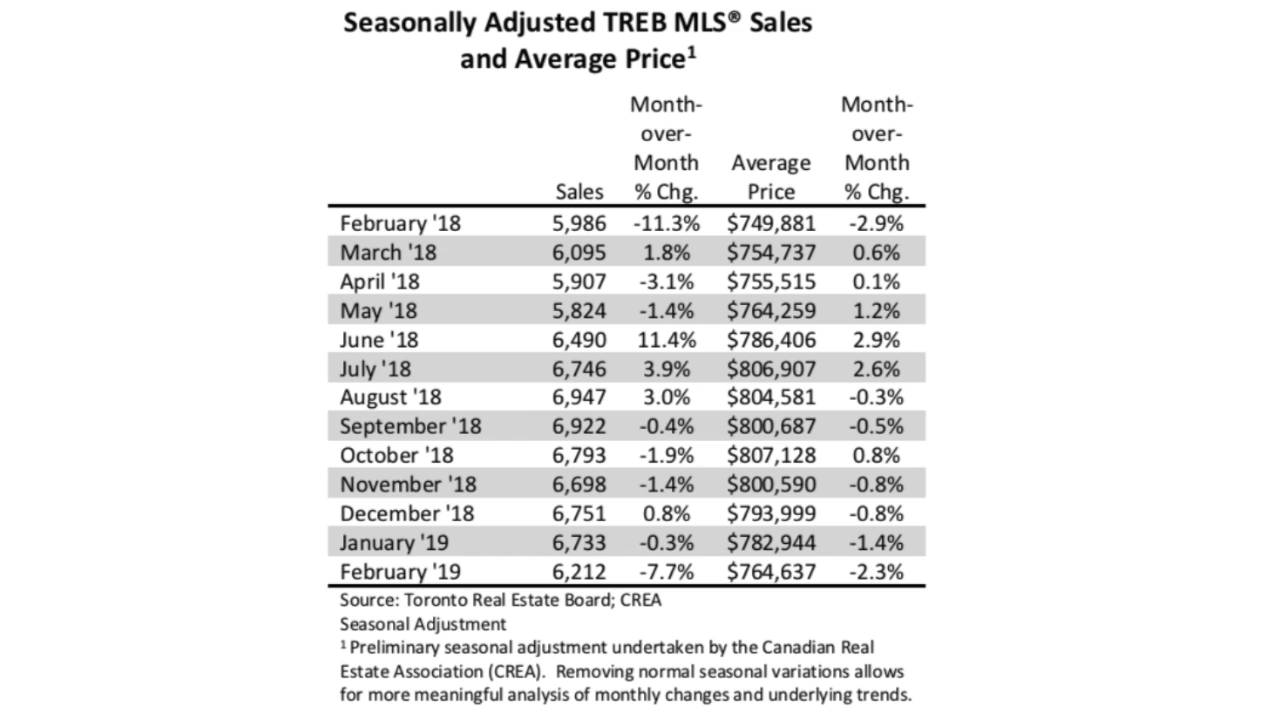 Seasonally Adjusted TREB MLS® Sales
and Average Price¹
Month-
over-
Month
% Chg.
Month-
over-
Month
% Chg.
Average
Price
Sales
February '18 5,986 -11.3% $749,881 -2.9%
March '18 6,095 1.8% $754,737 0.6%
April '18 5,907 -3.1% $755,515 0.1%
May '18 5,824 -1.4% $764,259 1.2%
June '18 6,490 11.4% $786,406 2.9%
July '18 6,746 3.9% $806,907 2.6%
August '18 6,947 3.0% $804,581 -0.3%
September '18 6,922 -0.4% $800,687 -0.5%
October '18 6,793 -1.9% $807,128 0.8%
November '18 6,698 -1.4% $800,590 -0.8%
December '18 6,751 0.8% $793,999 -0.8%
January '19 6,733 -0.3% $782,944 -1.4%
February '19 6,212 -7.7% $764,637 -2.3%
Source: Toronto Real Estate Board; CREA
Seasonal Adjustment
¹ Preliminary seasonal adjustment undertaken by the Canadian Real
Estate Association (CREA). Removing normal seasonal variations allows
for more meaningful analysis of monthly changes and underlying trends.